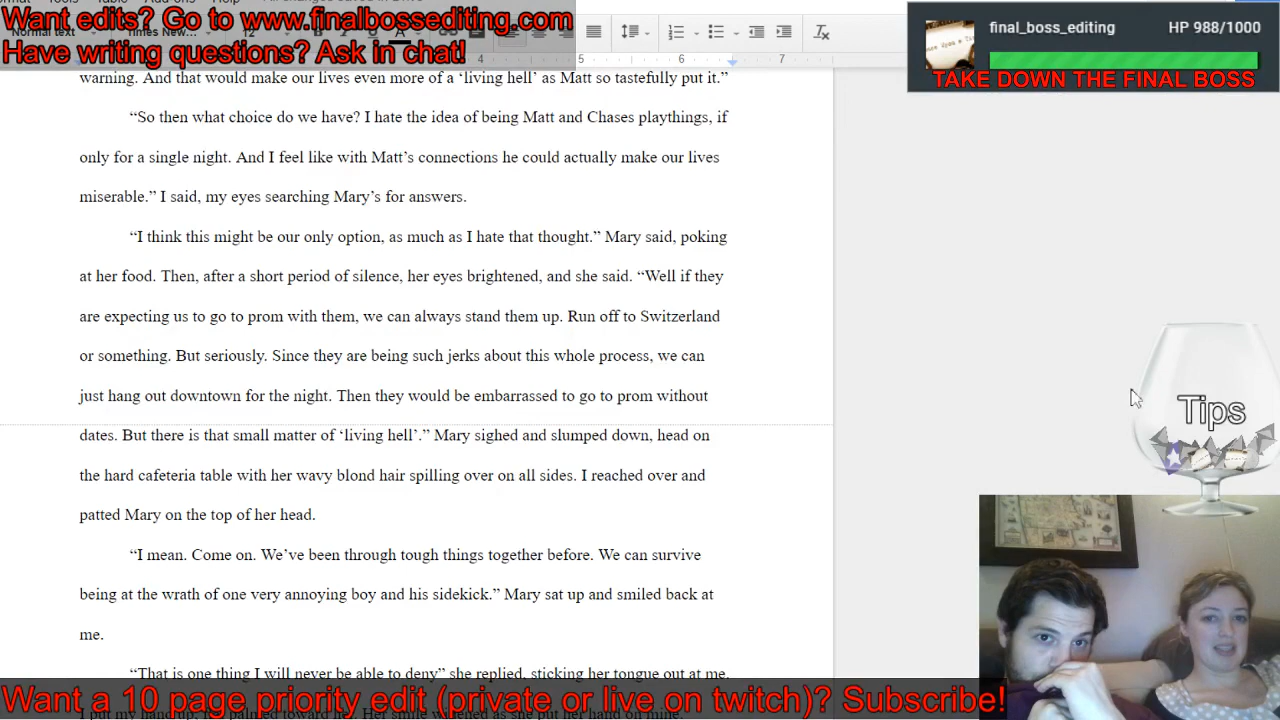 Want edits? Go to www.finalbossediting.com
Have writing questions? Ask in chat!
Normal text
12
4 5 6 7
final_boss_editing HP 988/1000
TAKE DOWN THE FINAL BOSS
warning. And that would make our lives even more of a ‘living hell’ as Matt so tastefully put it.”
“So then what choice do we have? I hate the idea of being Matt and Chases playthings, if
only for a single night. And I feel like with Matt’s connections he could actually make our lives
miserable.” I said, my eyes searching Mary’s for answers.
“I think this might be our only option, as much as I hate that thought.” Mary said, poking
at her food. Then, after a short period of silence, her eyes brightened, and she said. “Well if they
are expecting us to go to prom with them, we can always stand them up. Run off to Switzerland
or something. But seriously. Since they are being such jerks about this whole process, we can
just hang out downtown for the night. Then they would be embarrassed to go to prom without
dates. But there is that small matter of ‘living hell’.” Mary sighed and slumped down, head on
the hard cafeteria table with her wavy blond hair spilling over on all sides. I reached over and
patted Mary on the top of her head.
“I mean. Come on. We’ve been through tough things together before. We can survive
being at the wrath of one very annoying boy and his sidekick.” Mary sat up and smiled back at
me.
“That is one thing I will never be able to deny” she replied, sticking her tongue out at me.
Tips
Want a 10 page priority edit (private or live on twitch)? Subscribe!